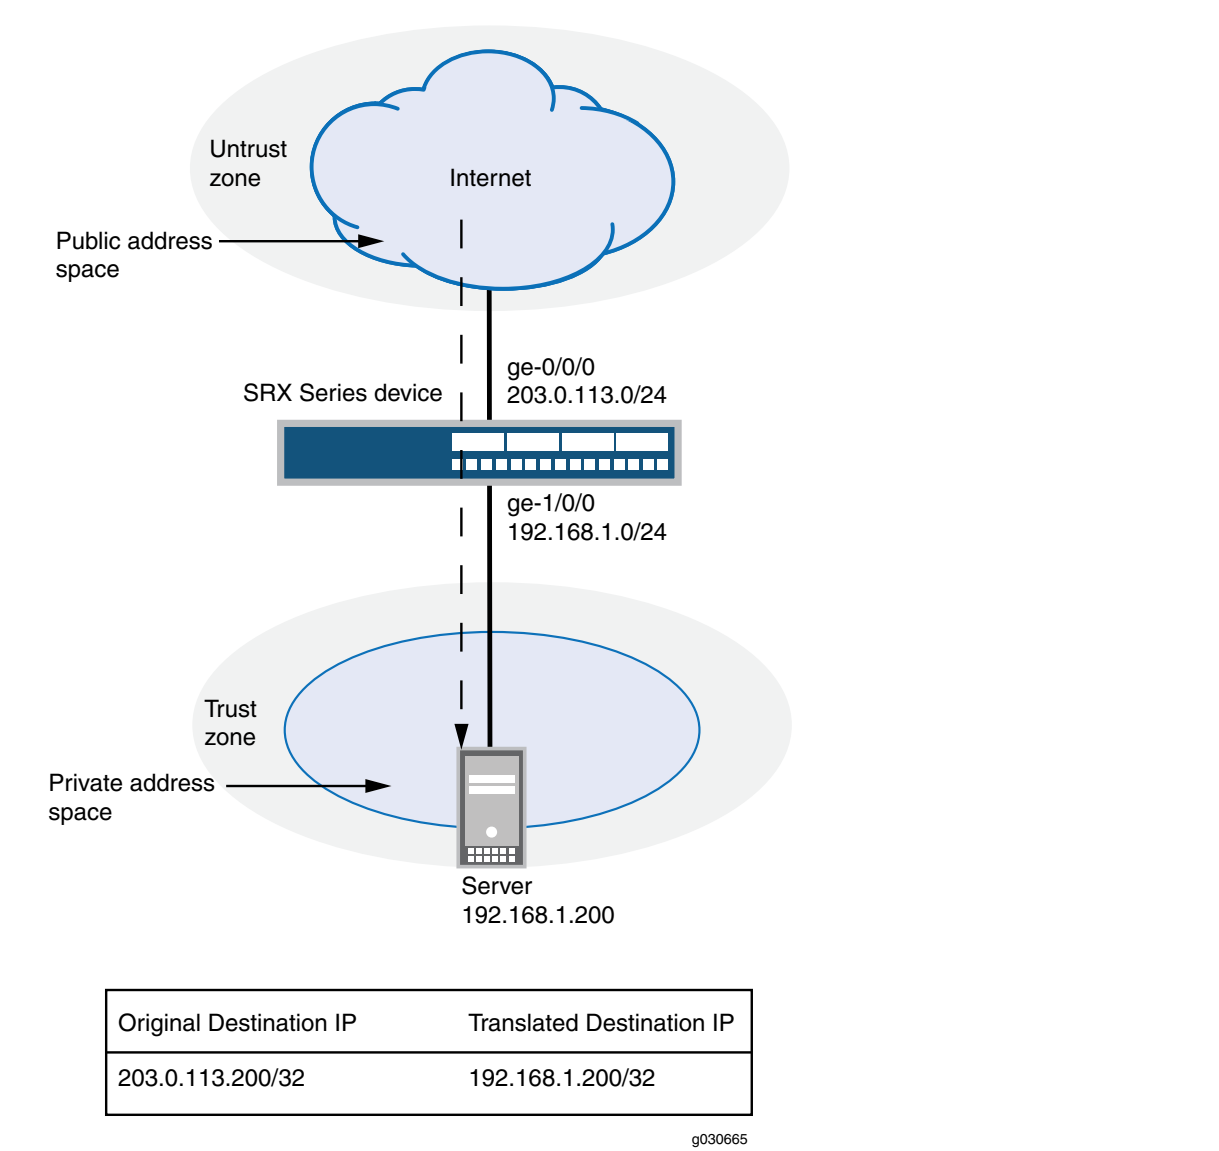 Untrust
zone
Internet
Public address
space
ge-0/0/0
SRX Series device
203.0.113.0/24
ge-1/0/0
192.168.1.0/24
Trust
zone
Private address
space
Server
192.168.1.200
Original Destination IP
Translated Destination IP
203.0.113.200/32
192.168.1.200/32
g030665